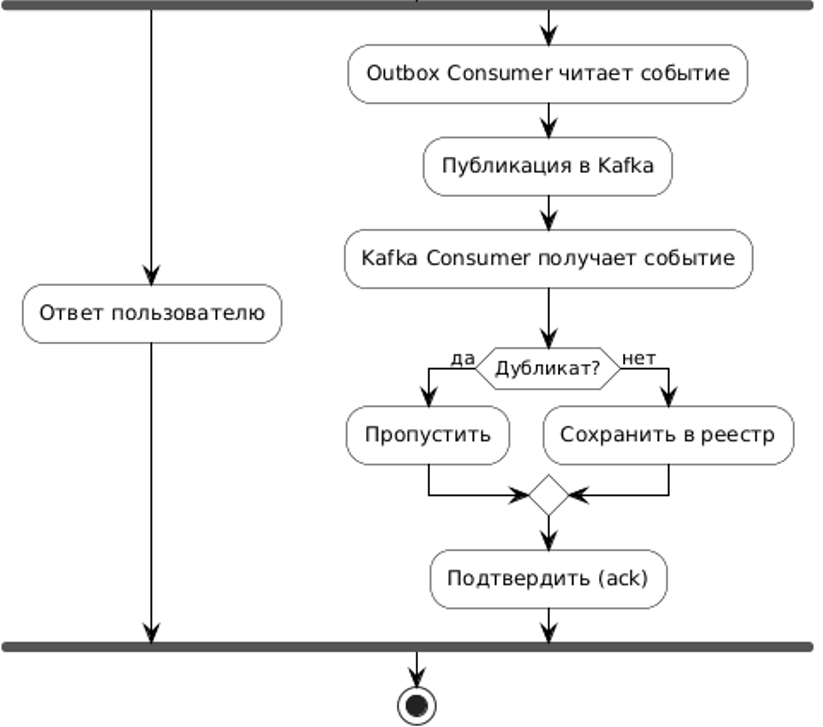 Outbox Consumer читает событие
Публикация в Kafka
Kafka Consumer получает событие
Ответ пользователю
да
Дубликат?
нет
Пропустить
Сохранить в реестр
Подтвердить (ack)